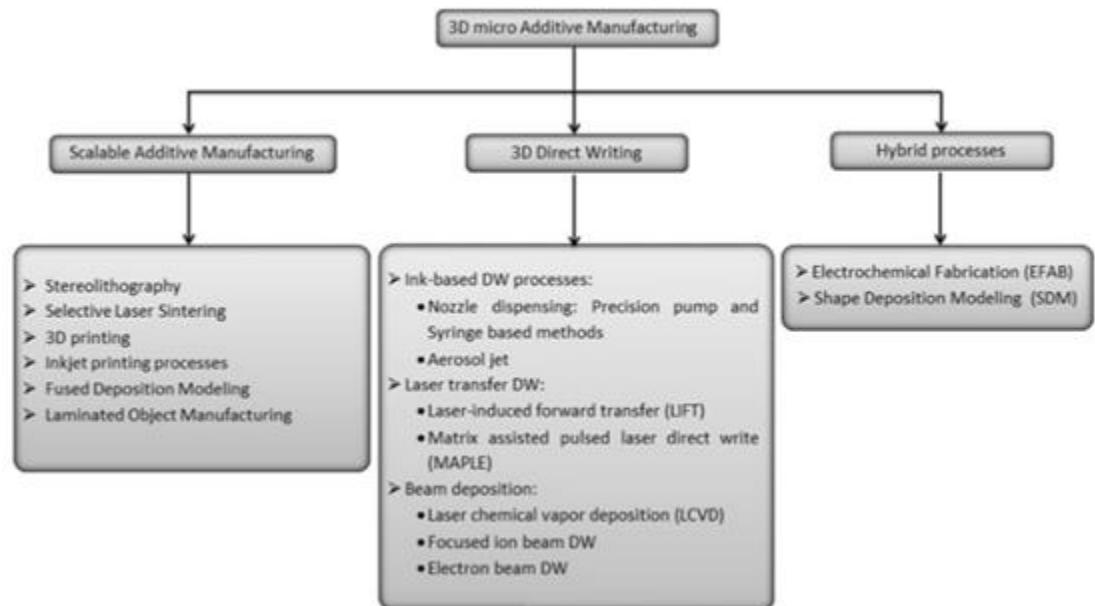 3D micro Additive Manufacturing
Scalable Additive Manufacturing
3D Direct Writing
Hybrid processes
➢ Stereolithography
➢ Selective Laser Sintering
➢ 3D printing
➢ Inkjet printing processes
➢ Fused Deposition Modeling
➢ Laminated Object Manufacturing
➢ Ink-based DW processes:
• Nozzle dispensing: Precision pump and
Syringe based methods
• Aerosol jet
➢ Laser transfer DW:
• Laser-induced forward transfer (LIFT)
• Matrix assisted pulsed laser direct write
(MAPLE)
➢ Beam deposition:
• Laser chemical vapor deposition (LCVD)
• Focused ion beam DW
• Electron beam DW
➢ Electrochemical Fabrication (EFAB)
➢ Shape Deposition Modeling (SDM)